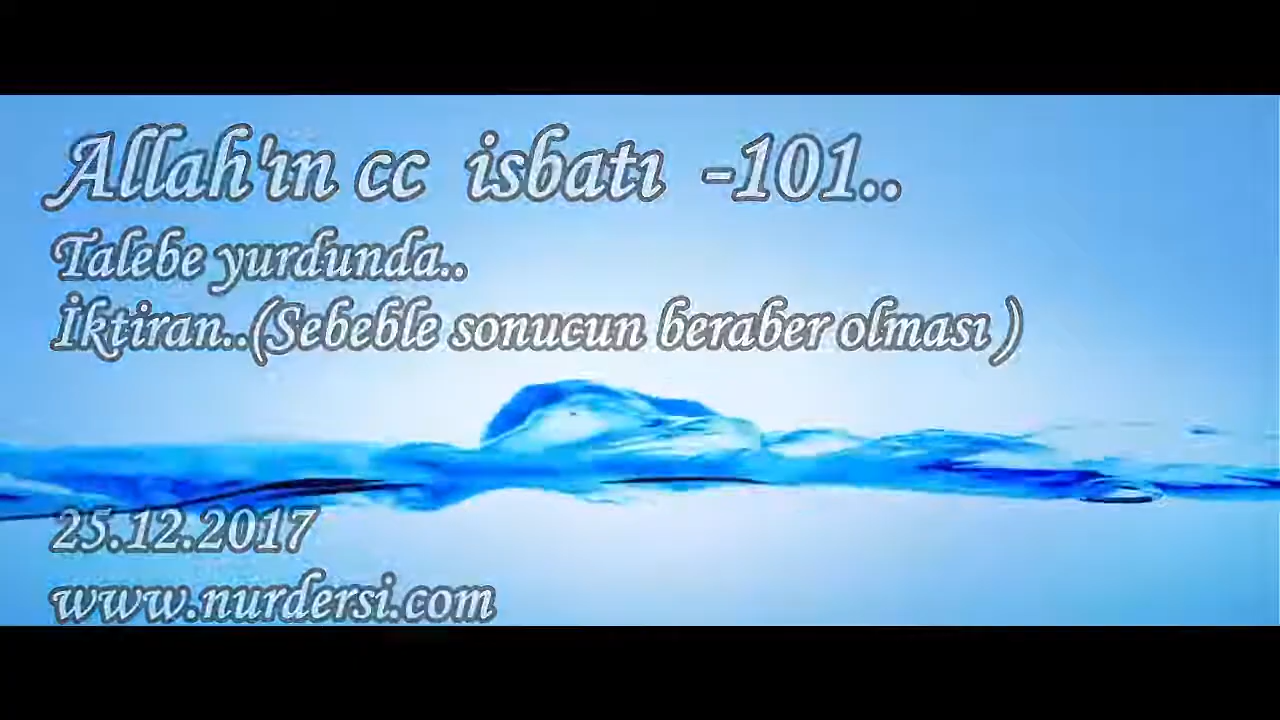 Allah'ın cc isbatı -101..
Talebe yurdunda..
İktiran..(Sebeble sonucun beraber olması )
25.12.2017
www.nurdersi.com